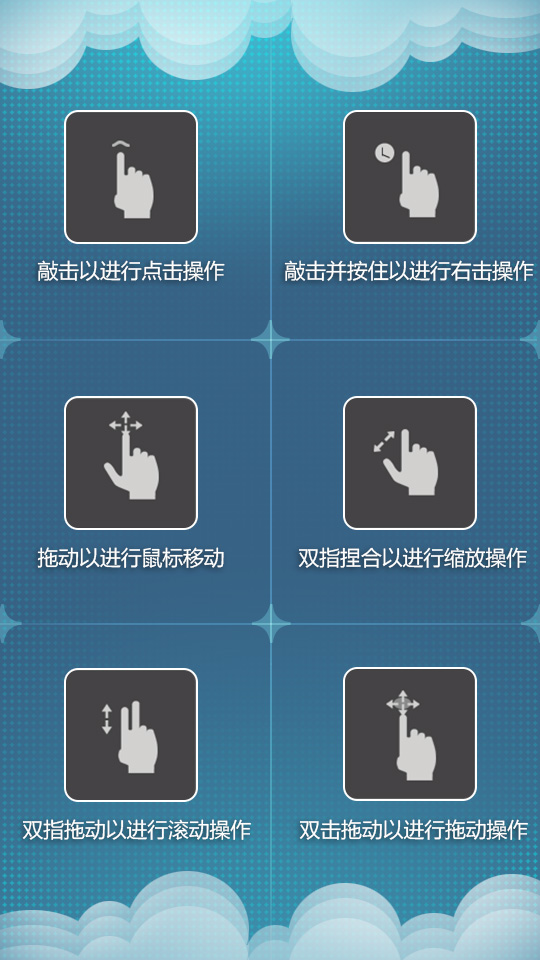 敲击以进行点击操作
敲击并按住以进行右击操作
拖动以进行鼠标移动
双指捏合以进行缩放操作
双指拖动以进行滚动操作
双击拖动以进行拖动操作